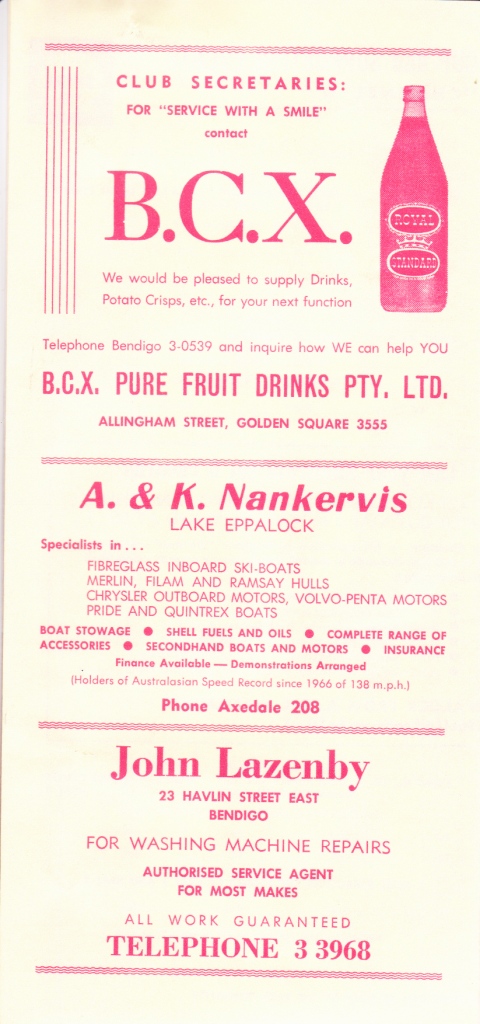 CLUB SECRETARIES:
FOR "SERVICE WITH A SMILE"
contact
B.C.X.
We would be pleased to supply Drinks,
Potato Crisps, etc., for your next function
ROYAL
STANDARD
Telephone Bendigo 3-0539 and inquire how WE can help YOU
B.C.X. PURE FRUIT DRINKS PTY. LTD.
ALLINGHAM STREET, GOLDEN SQUARE 3555
A. & K. Nankervis
LAKE EPPALOCK
Specialists in . . .
FIBREGLASS INBOARD SKI-BOATS
MERLIN, FILAM AND RAMSAY HULLS
CHRYSLER OUTBOARD MOTORS, VOLVO-PENTA MOTORS
PRIDE AND QUINTREX BOATS
BOAT STOWAGE ● SHELL FUELS AND OILS ● COMPLETE RANGE OF
ACCESSORIES ● SECONDHAND BOATS AND MOTORS ● INSURANCE
Finance Available — Demonstrations Arranged
(Holders of Australasian Speed Record since 1966 of 138 m.p.h.)
Phone Axedale 208
John Lazenby
23 HAVLIN STREET EAST
BENDIGO
FOR WASHING MACHINE REPAIRS
AUTHORISED SERVICE AGENT
FOR MOST MAKES
ALL WORK GUARANTEED
TELEPHONE 3 3968